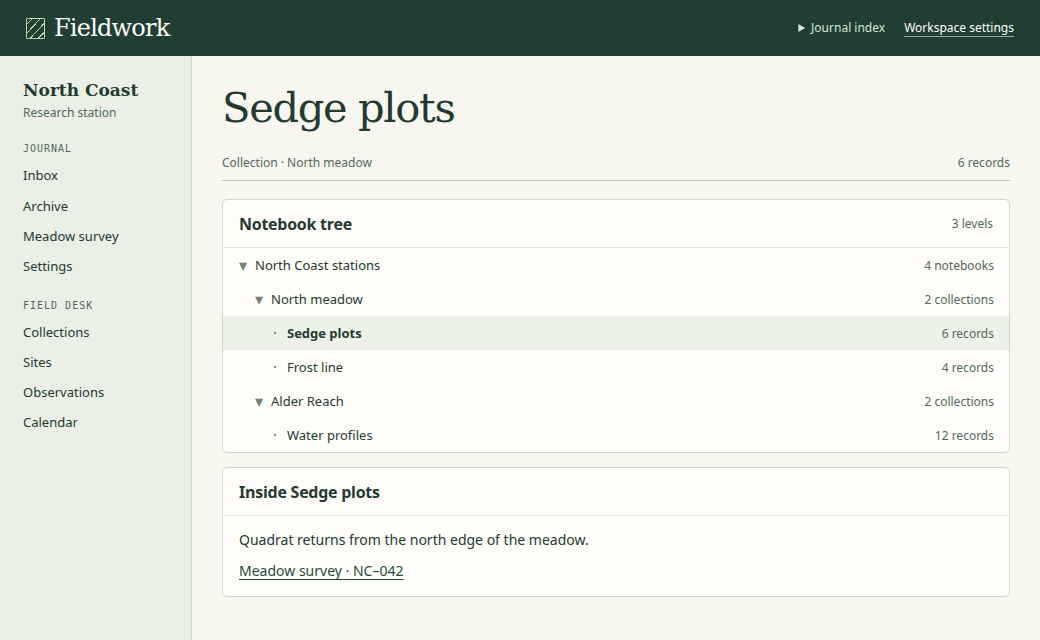 Fieldwork
▶ Journal index
Workspace settings
North Coast
Research station
JOURNAL
Inbox
Archive
Meadow survey
Settings
FIELD DESK
Collections
Sites
Observations
Calendar
Sedge plots
Collection · North meadow
6 records
Notebook tree
3 levels
▼ North Coast stations
4 notebooks
▼ North meadow
2 collections
· Sedge plots
6 records
· Frost line
4 records
▼ Alder Reach
2 collections
· Water profiles
12 records
Inside Sedge plots
Quadrat returns from the north edge of the meadow.
Meadow survey · NC–042